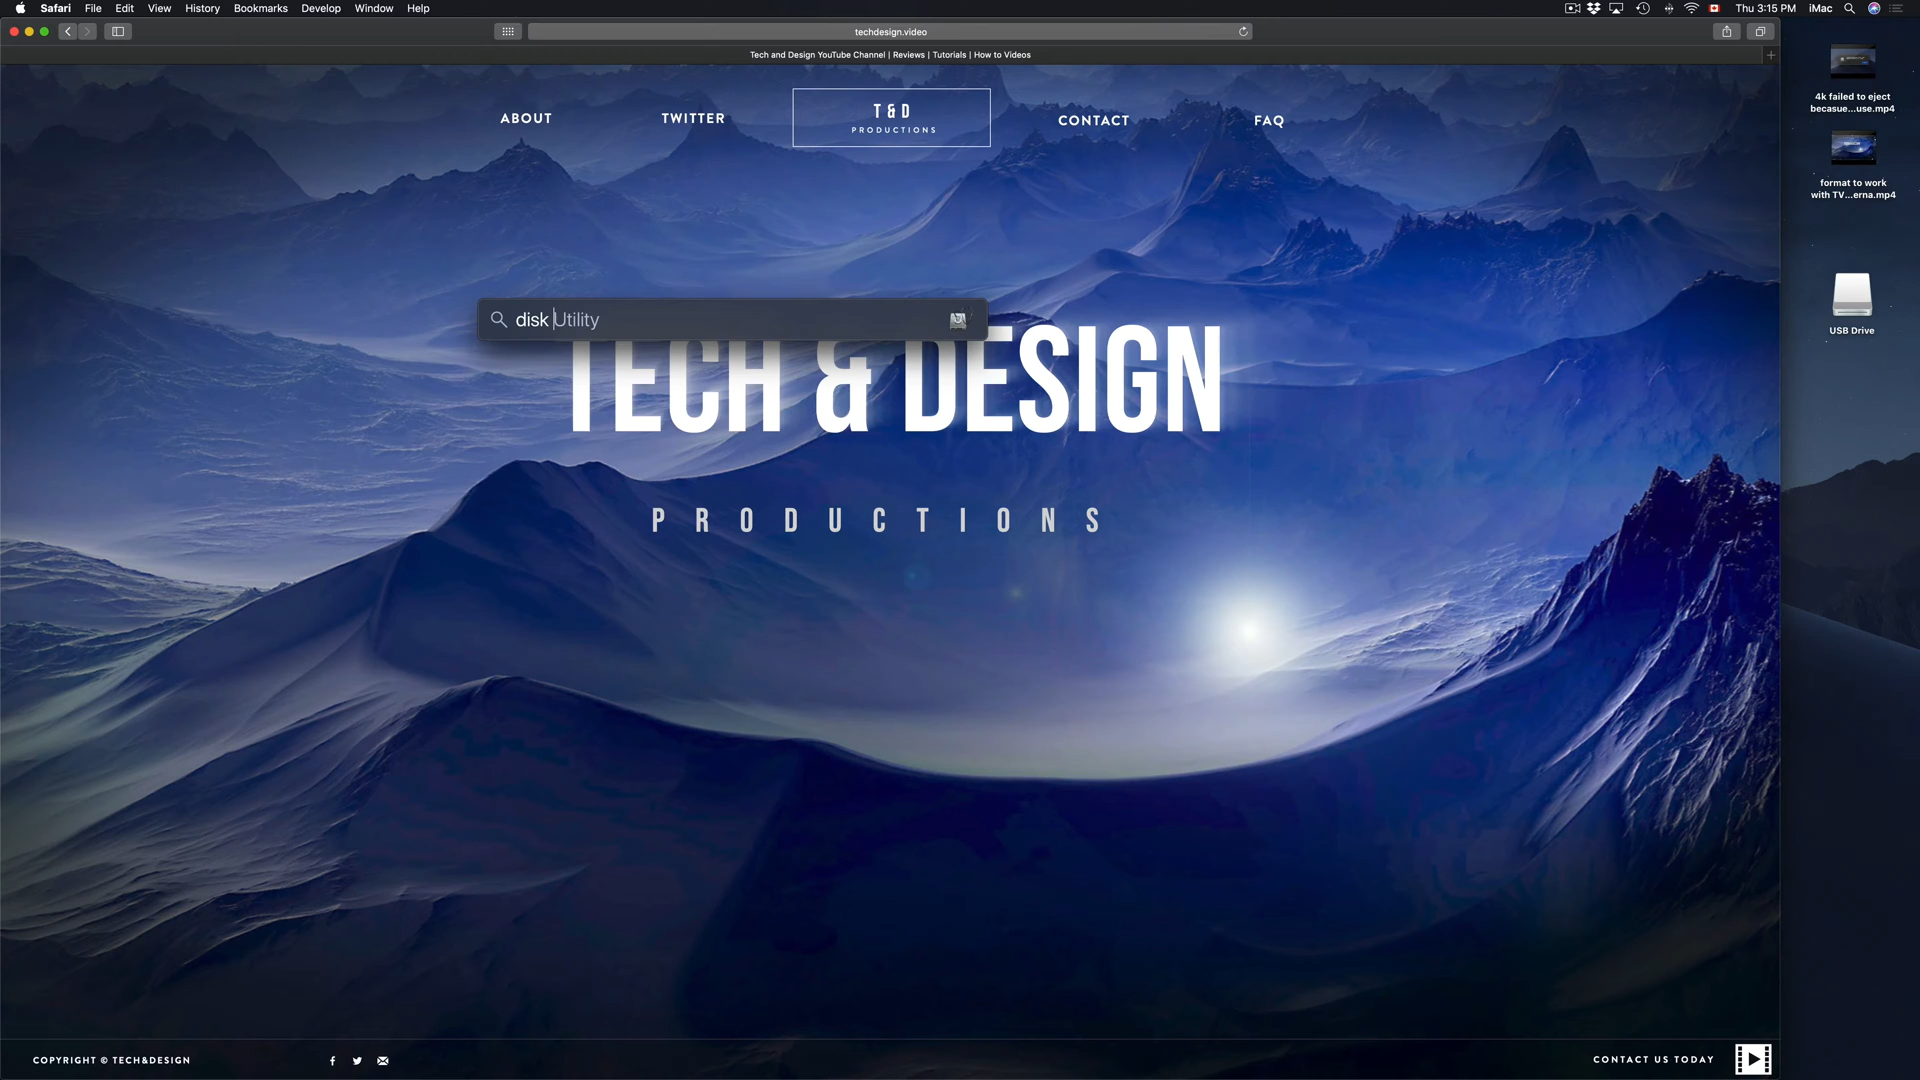 Safari File Edit View History Bookmarks Develop Window Help
Thu 3:15 PM iMac
techdesign.video
Tech and Design YouTube Channel | Reviews | Tutorials | How to Videos
ABOUT
TWITTER
T & D
PRODUCTIONS
CONTACT
FAQ
disk Utility
TECH & DESIGN
PRODUCTIONS
4k failed to eject
becasue...use.mp4
format to work
with TV...erna.mp4
USB Drive
COPYRIGHT © TECH&DESIGN
CONTACT US TODAY